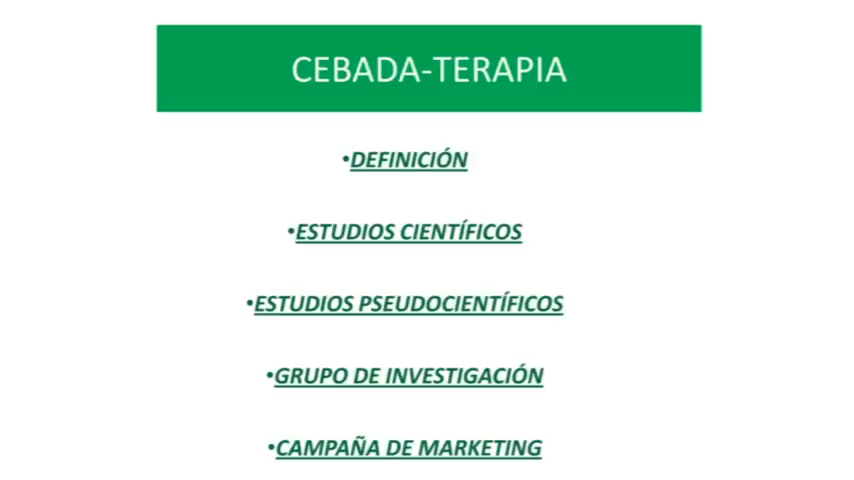 CEBADA-TERAPIA
•DEFINICIÓN
•ESTUDIOS CIENTÍFICOS
•ESTUDIOS PSEUDOCIENTÍFICOS
•GRUPO DE INVESTIGACIÓN
•CAMPAÑA DE MARKETING